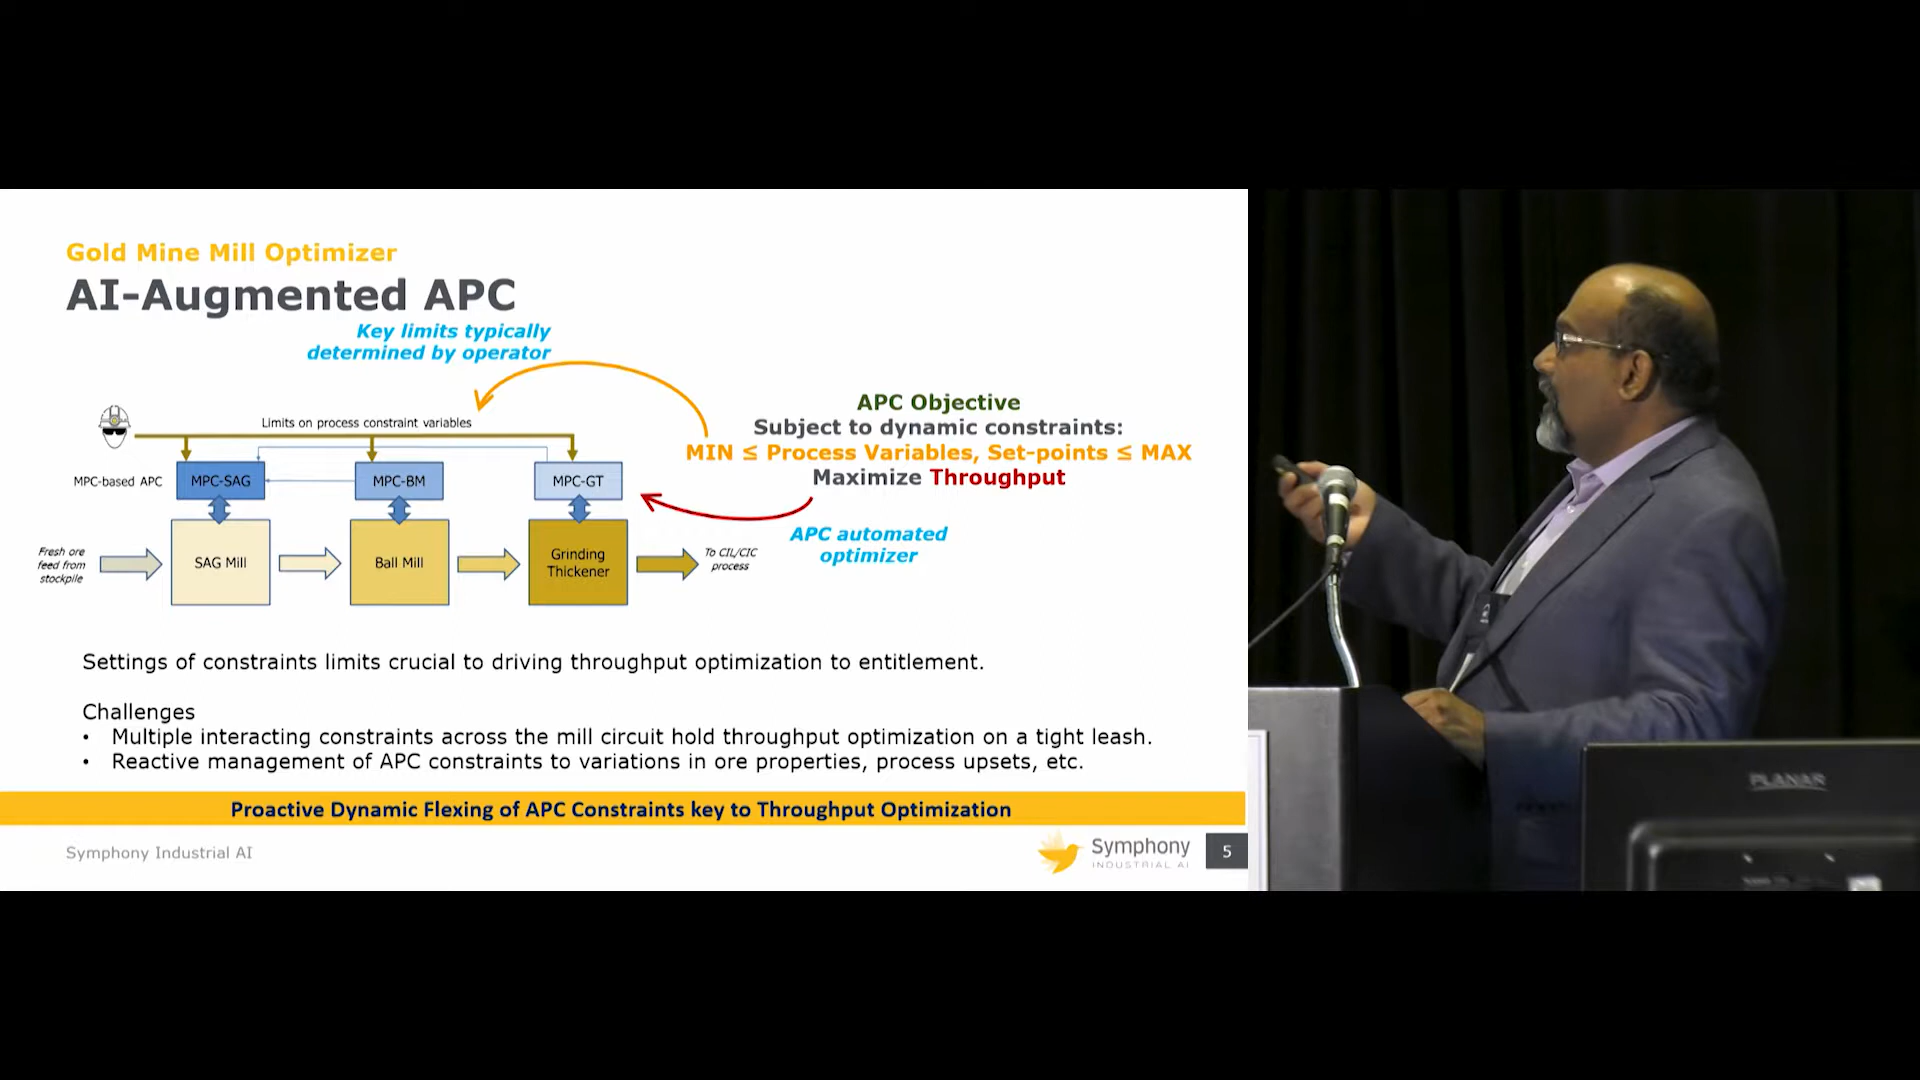 Gold Mine Mill Optimizer
AI-Augmented APC
Key limits typically
determined by operator
Limits on process constraint variables
MPC-based APC
MPC-SAG
MPC-BM
MPC-GT
APC Objective
Subject to dynamic constraints:
MIN ≤ Process Variables, Set-points ≤ MAX
Maximize Throughput
APC automated
optimizer
Fresh ore
feed from
stockpile
SAG Mill
Ball Mill
Grinding
Thickener
To CIL/CIC
process
Settings of constraints limits crucial to driving throughput optimization to entitlement.
Challenges
• Multiple interacting constraints across the mill circuit hold throughput optimization on a tight leash.
• Reactive management of APC constraints to variations in ore properties, process upsets, etc.
Proactive Dynamic Flexing of APC Constraints key to Throughput Optimization
Symphony Industrial AI
Symphony
INDUSTRIAL AI
5
PLANAR